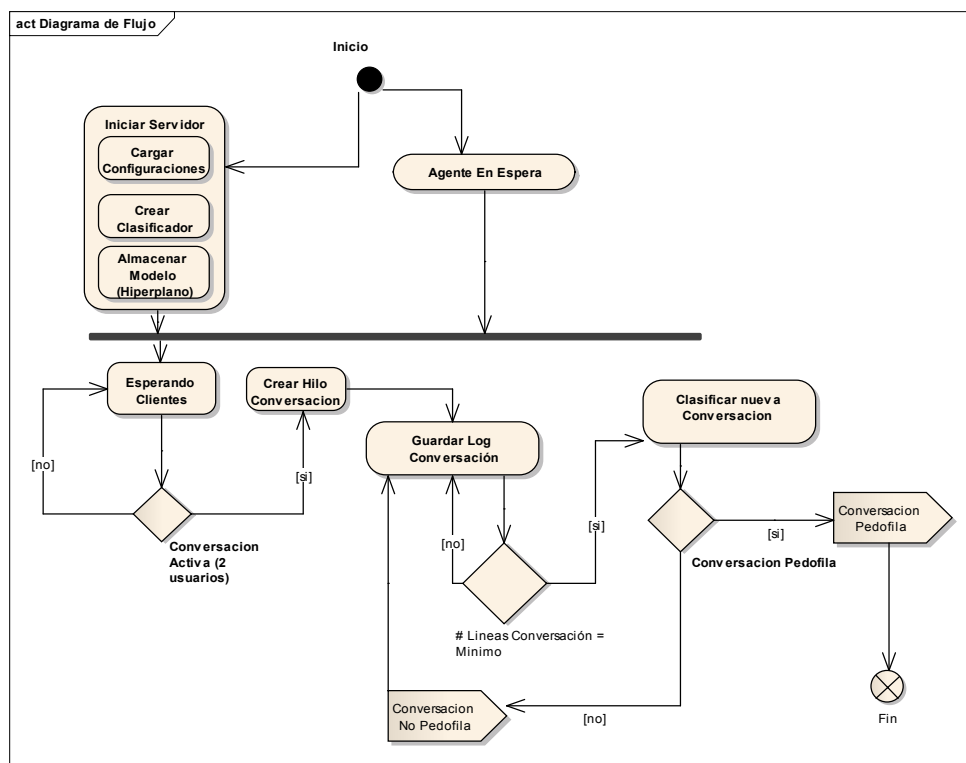 act Diagrama de Flujo
Inicio
Iniciar Servidor
Cargar
Configuraciones
Crear
Clasificador
Almacenar
Modelo
(Hiperplano)
Agente En Espera
Esperando
Clientes
[no]
Conversacion
Activa (2
usuarios)
[si]
Crear Hilo
Conversacion
Guardar Log
Conversación
[no]
# Lineas Conversación =
Minimo
[si]
Clasificar nueva
Conversacion
Conversacion Pedofila
[si]
Conversacion
Pedofila
[no]
Conversacion
No Pedofila
Fin